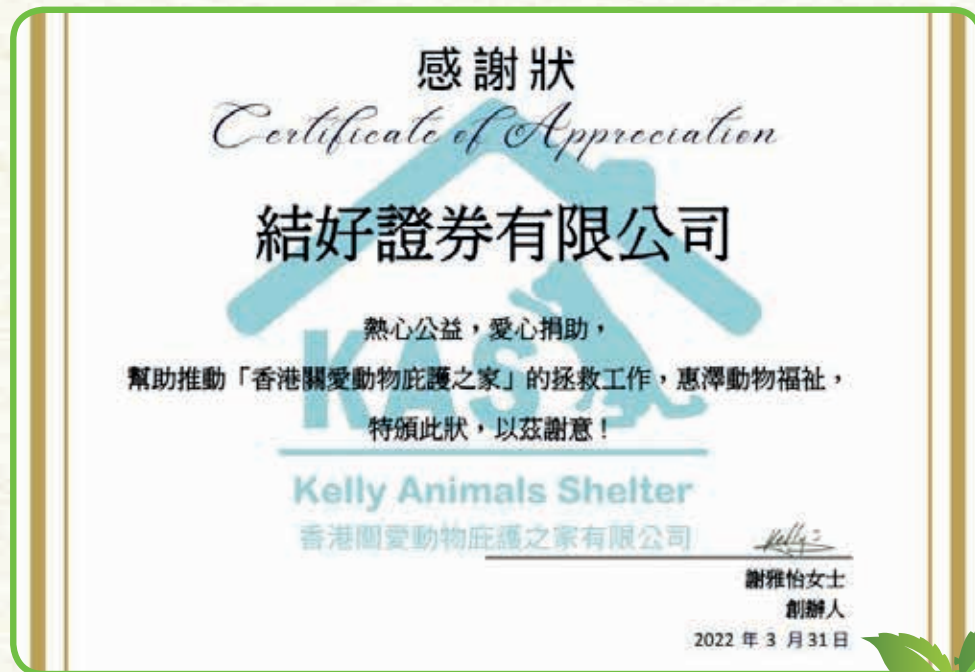 感謝狀
Certificate of Appreciation
結好證券有限公司
熱心公益，愛心捐助，
幫助推動「香港關愛動物庇護之家」的拯救工作，惠澤動物福祉，
特頒此狀，以茲謝意！
KAS
Kelly Animals Shelter
香港關愛動物庇護之家有限公司
Kelly
謝雅怡女士
創辦人
2022 年 3 月 31 日